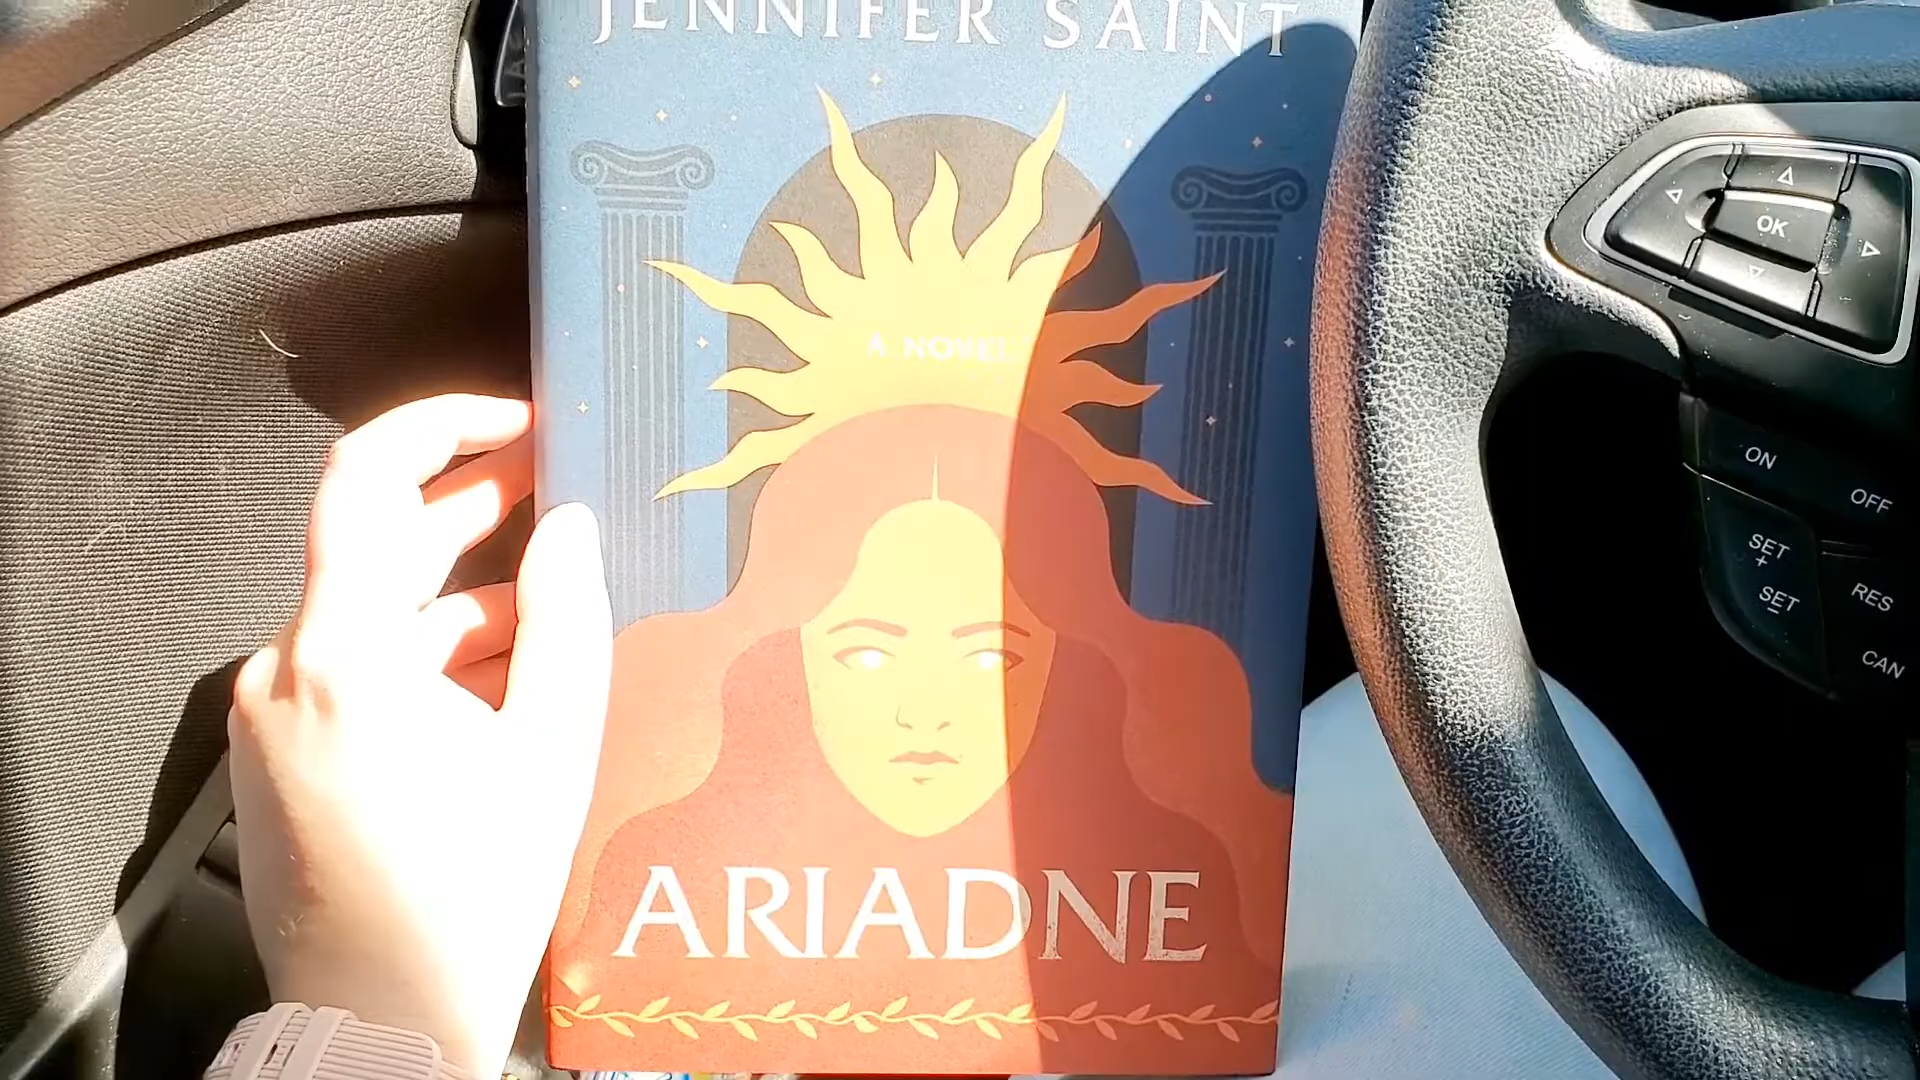 JENNIFER SAINT
A NOVEL
ARIADNE
OK
ON
OFF
SET
+
SET
-
RES
CAN